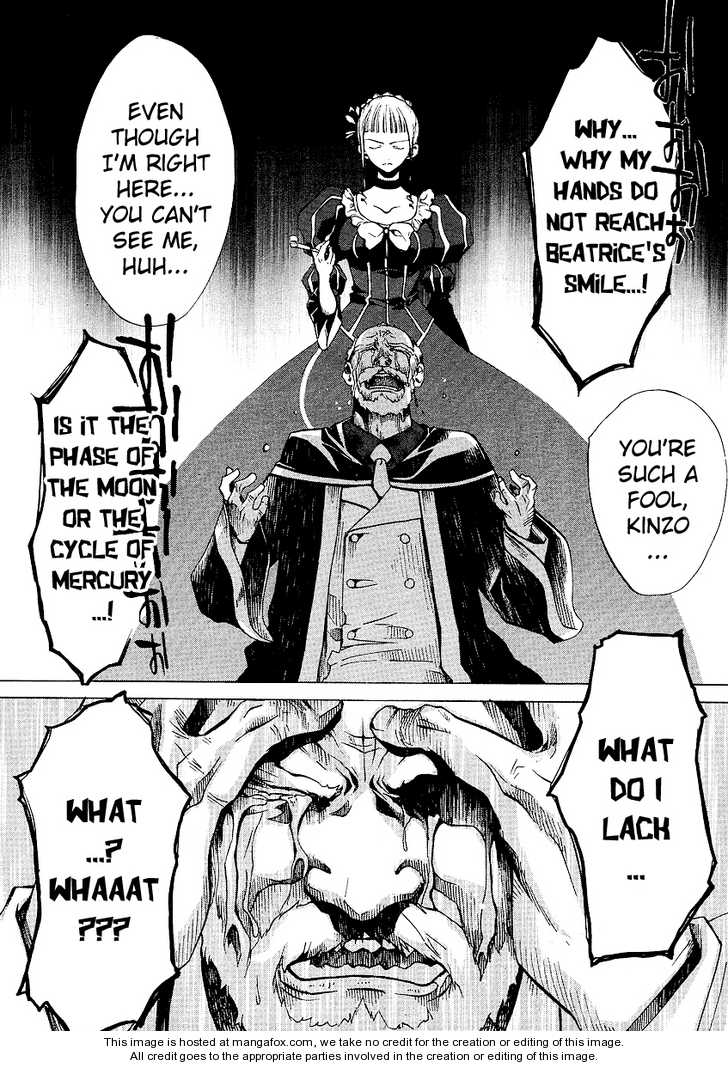 WHY...
WHY MY
HANDS DO
NOT REACH
BEATRICE'S
SMILE...!
EVEN
THOUGH
I'M RIGHT
HERE...
YOU CAN'T
SEE ME,
HUH...
YOU'RE
SUCH A
FOOL,
KINZO
...
IS IT THE
PHASE OF
THE MOON
OR THE
CYCLE OF
MERCURY
...!
WHAT
DO I
LACK
...
WHAT
...?
WHAAAT
???
This image is hosted at mangafox.com, we take no credit for the creation or editing of this image.
All credit goes to the appropriate parties involved in the creation or editing of this image.